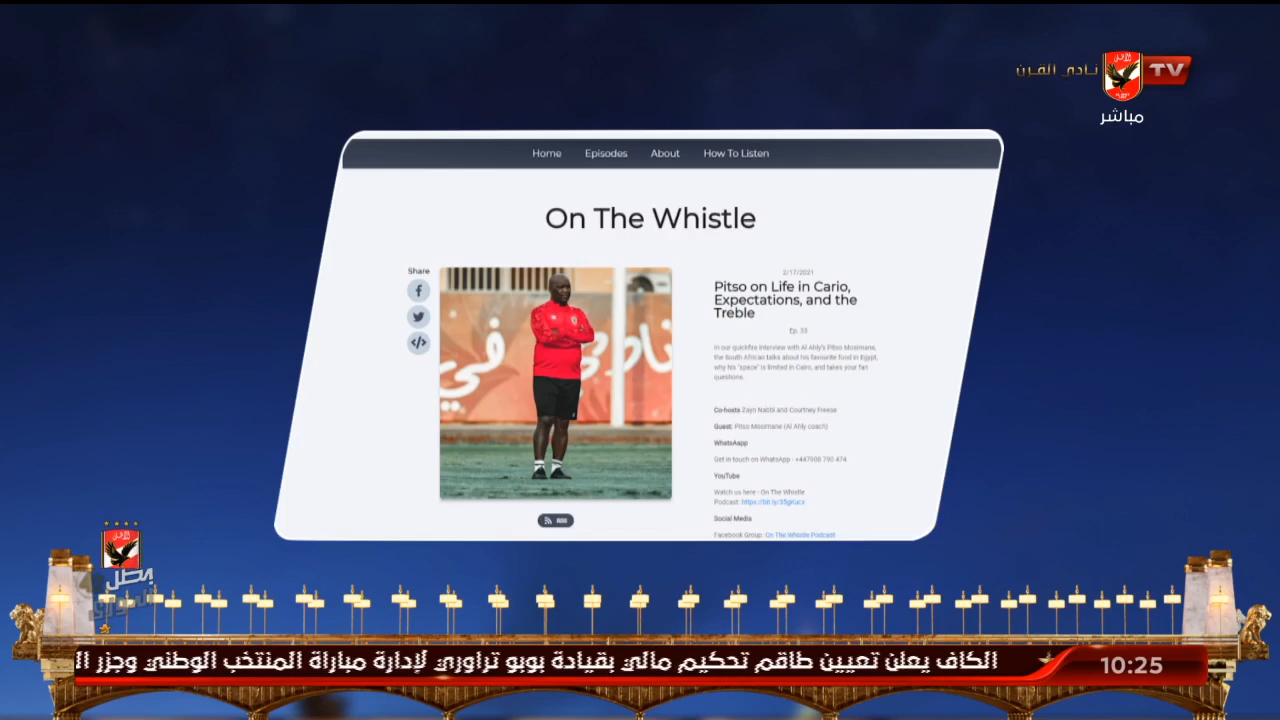 نادي القرن
TV
مباشر
Home Episodes About How To Listen
On The Whistle
Share
2/17/2021
Pitso on Life in Cario,
Expectations, and the
Treble
Ep. 33
In our quickfire interview with Al Ahly's Pitso Mosimane,
the South African talks about his favourite food in Egypt,
why his "space" is limited in Cairo, and takes your fan
questions.
Co-hosts Zayn Nabbi and Courtney Freese
Guest: Pitso Mosimane (Al Ahly coach)
WhatsAapp
Get in touch on WhatsApp - +447908 790 474
YouTube
Watch us here - On The Whistle
Podcast:
Social Media
Facebook Group: On The Whistle Podcast
RSS
نادي في
بطل
الدوري
الكاف يعلن تعيين طاقم تحكيم مالي بقيادة بوبو تراوري لإدارة مباراة المنتخب الوطني وجزر ال
10:25